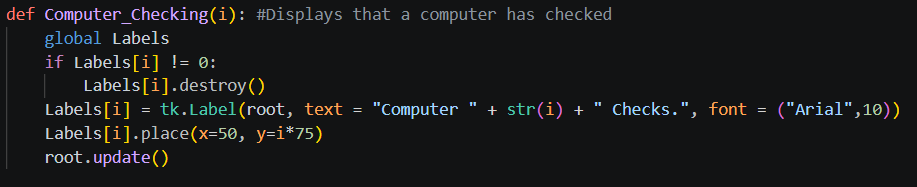 def Computer_Checking(i): #Displays that a computer has checked
    global Labels
    if Labels[i] != 0:
        Labels[i].destroy()
    Labels[i] = tk.Label(root, text = "Computer " + str(i) + " Checks.", font = ("Arial",10))
    Labels[i].place(x=50, y=i*75)
    root.update()